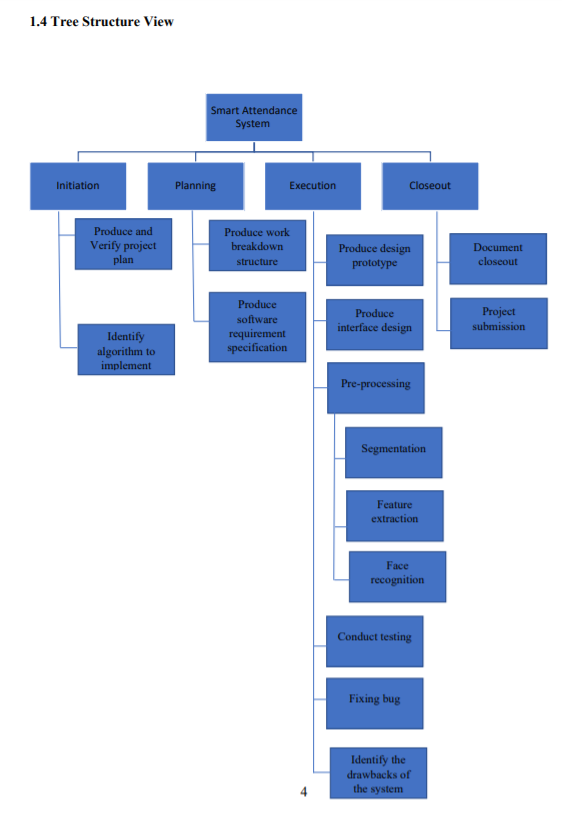 1.4 Tree Structure View
Smart Attendance
System
Initiation
Planning
Execution
Closeout
Produce and
Verify project
plan
Identify
algorithm to
implement
Produce work
breakdown
structure
Produce
software
requirement
specification
Produce design
prototype
Produce
interface design
Pre-processing
Segmentation
Feature
extraction
Face
recognition
Conduct testing
Fixing bug
Identify the
drawbacks of
the system
Document
closeout
Project
submission
4